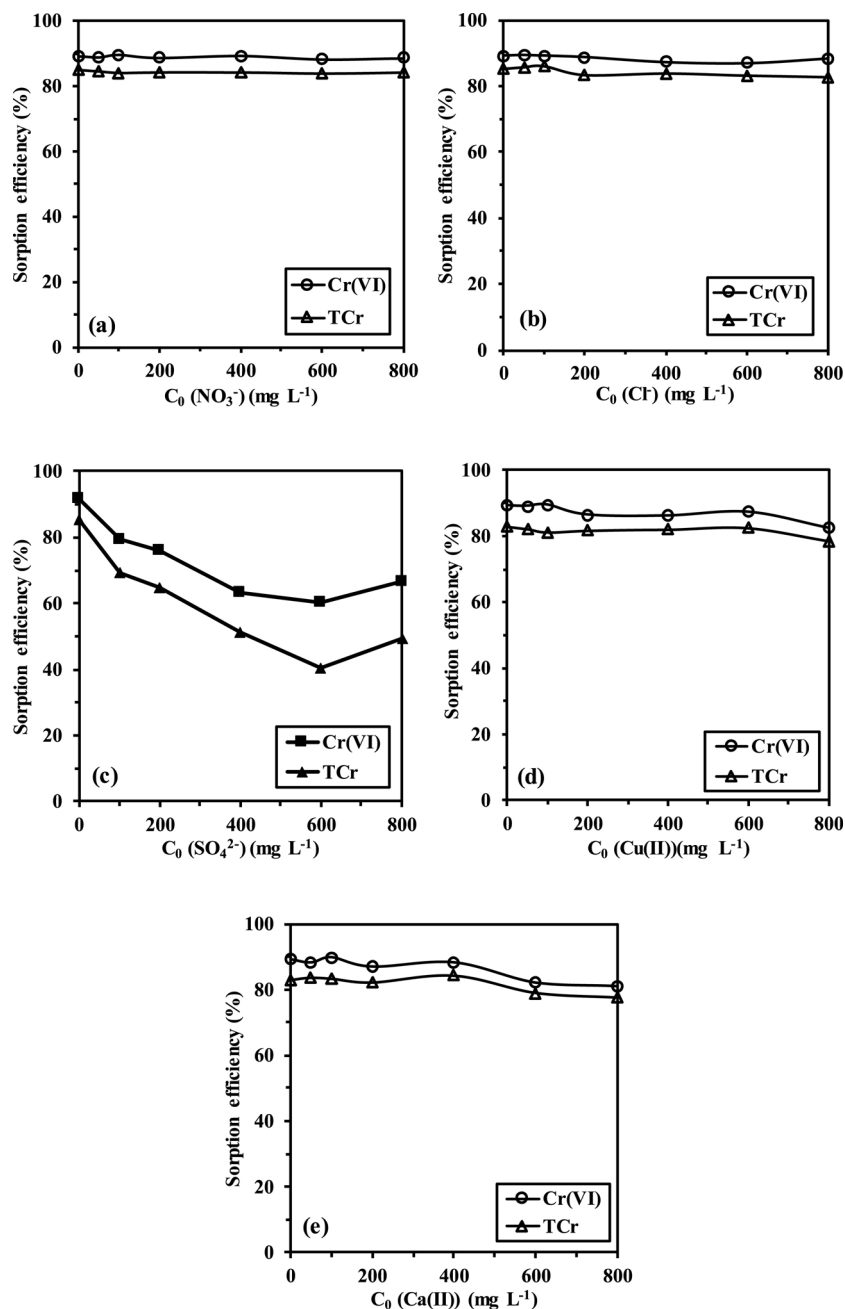 100
80
60
40
20
0
Sorption efficiency (%)
Cr(VI)
TCr
(a)
0 200 400 600 800
C₀ (NO₃⁻) (mg L⁻¹)
100
80
60
40
20
0
Sorption efficiency (%)
Cr(VI)
TCr
(b)
0 200 400 600 800
C₀ (Cl⁻) (mg L⁻¹)
100
80
60
40
20
0
Sorption efficiency (%)
Cr(VI)
TCr
(c)
0 200 400 600 800
C₀ (SO₄²⁻) (mg L⁻¹)
100
80
60
40
20
0
Sorption efficiency (%)
Cr(VI)
TCr
(d)
0 200 400 600 800
C₀ (Cu(II))(mg L⁻¹)
100
80
60
40
20
0
Sorption efficiency (%)
Cr(VI)
TCr
(e)
0 200 400 600 800
C₀ (Ca(II)) (mg L⁻¹)